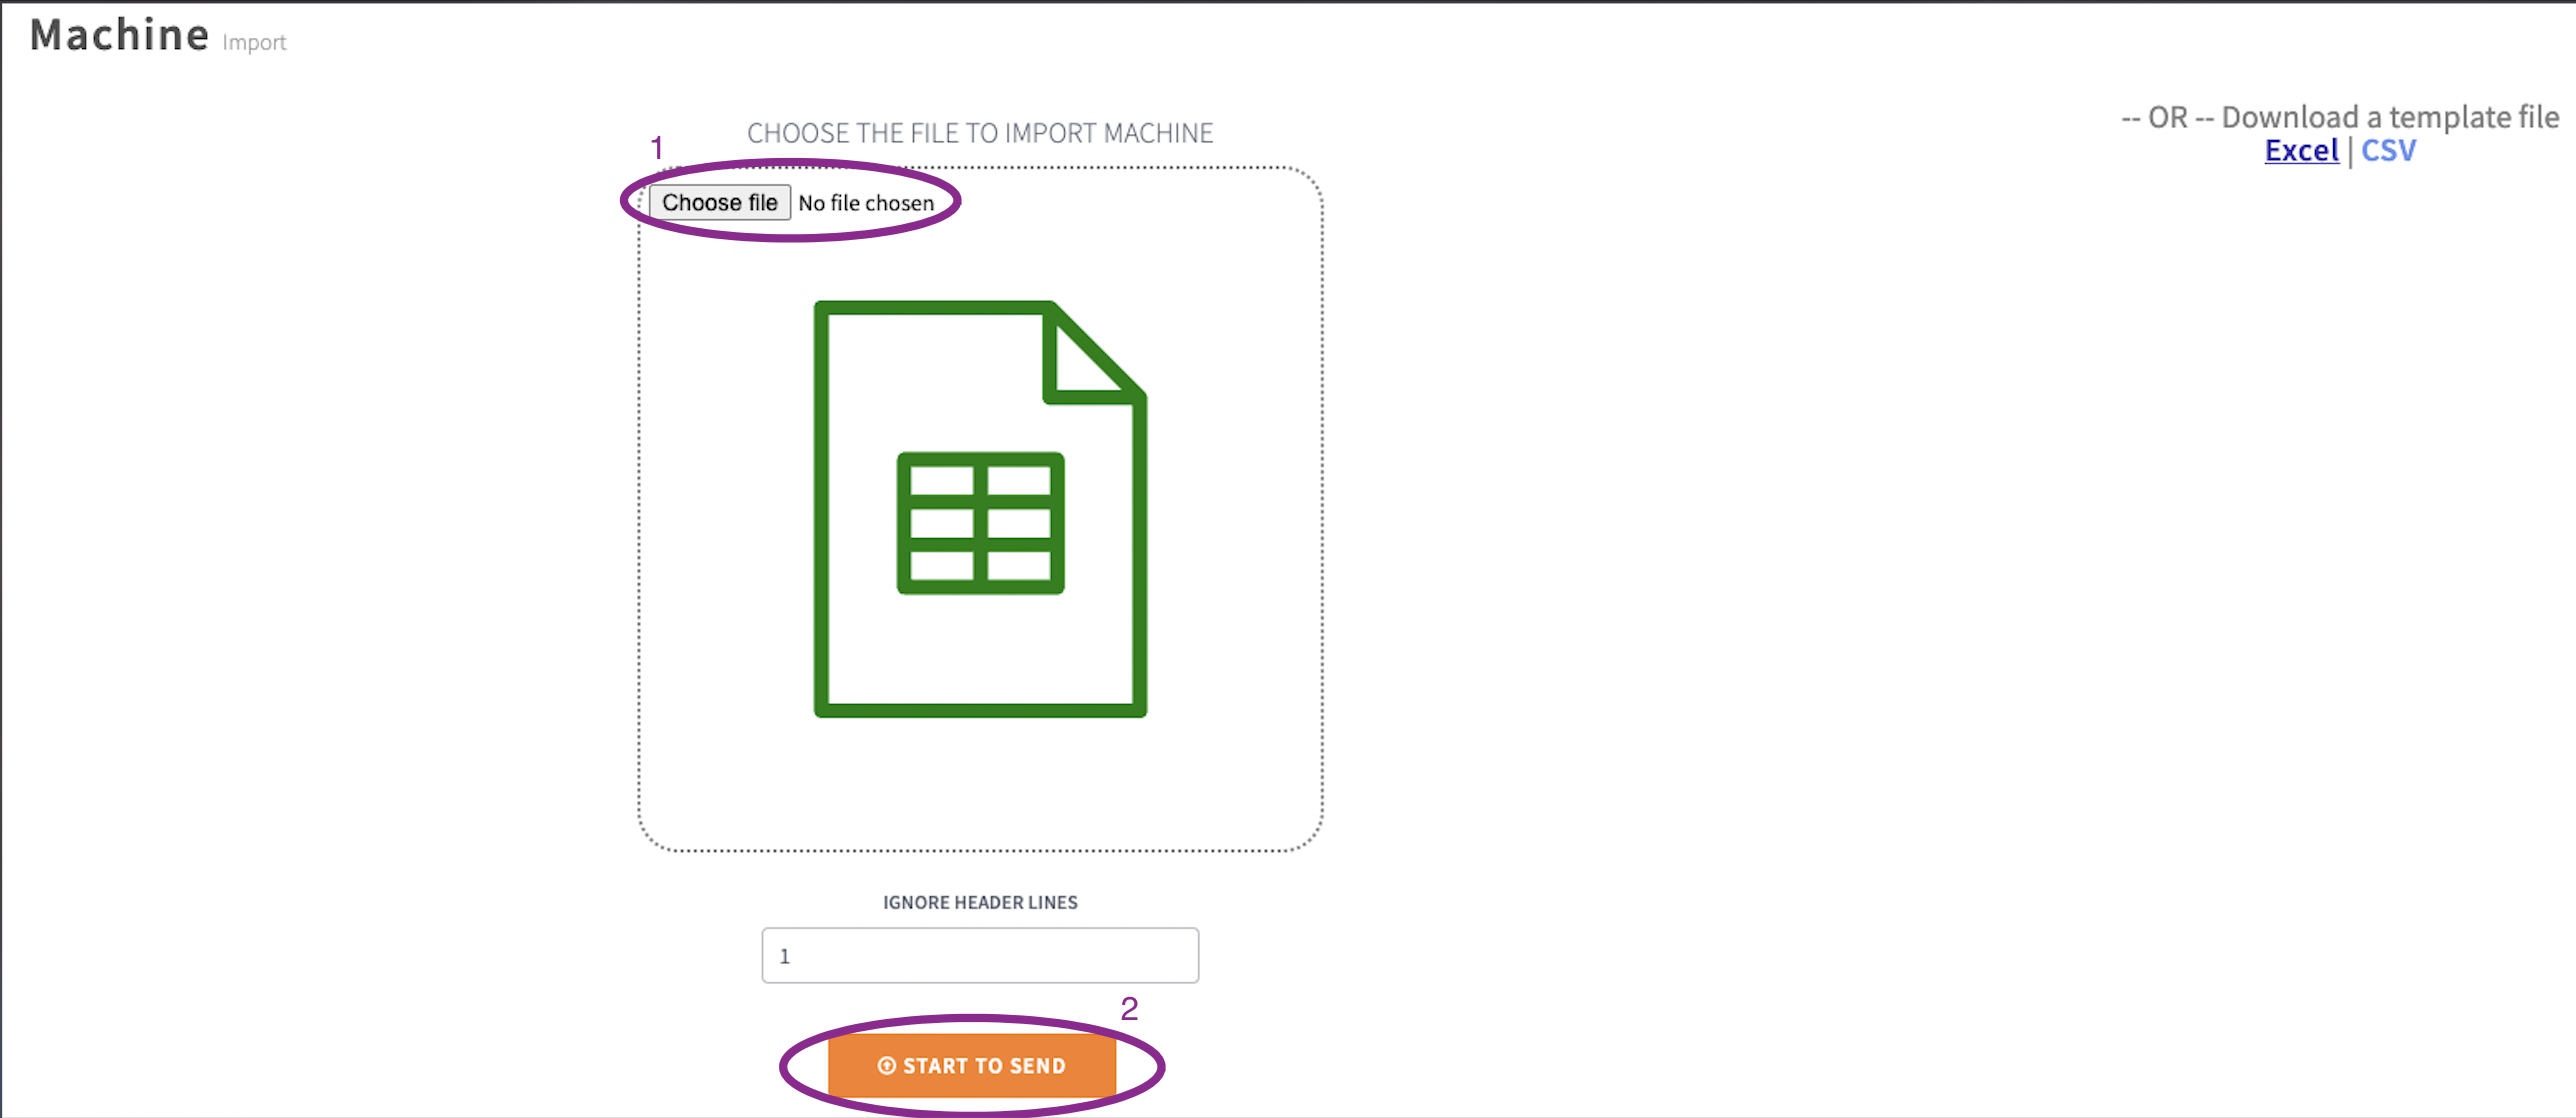 Machine Import
-- OR -- Download a template file
Excel | CSV
CHOOSE THE FILE TO IMPORT MACHINE
1
Choose file No file chosen
IGNORE HEADER LINES
1
2
START TO SEND